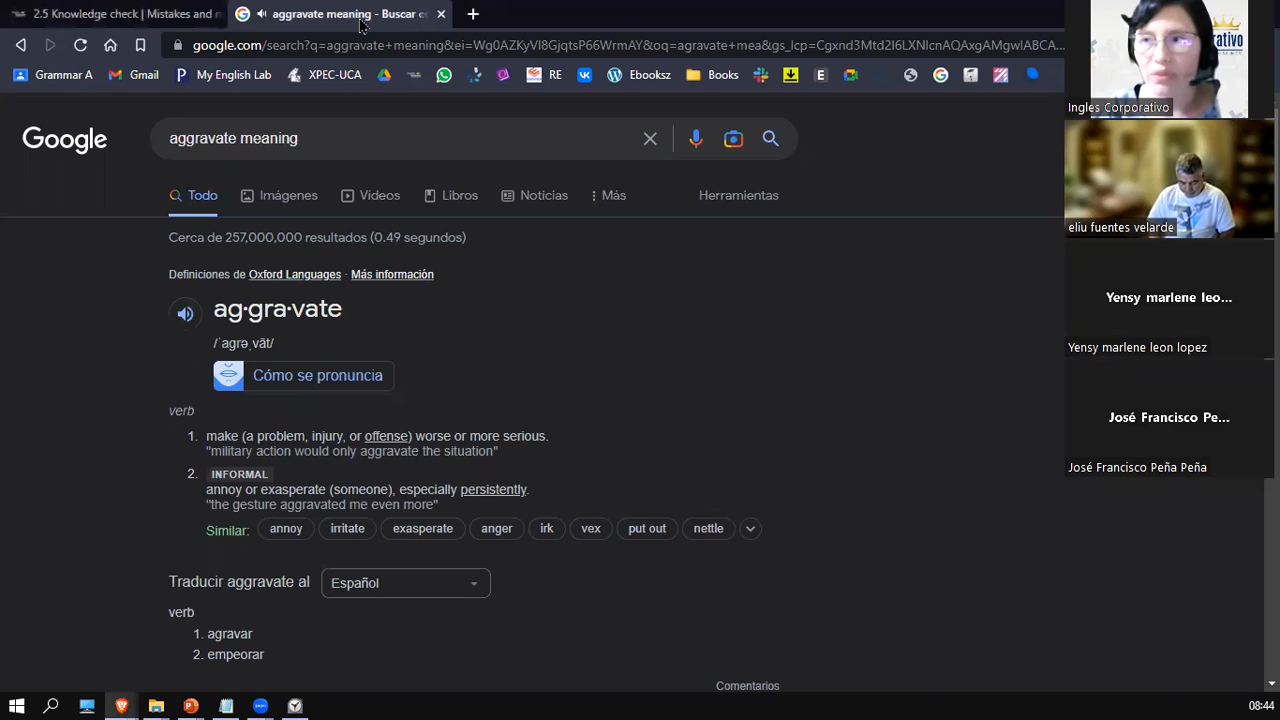 2.5 Knowledge check | Mistakes and n
aggravate meaning - Buscar c
google.com/search?q=aggravate+meaning&ei=Wg0AZKyVI8GjqtsP66WrmAY&oq=agravate+mea&gs_lcp=Cgxnd3Mtd2l6LXNlcnAQAxgAMgwIABCA...
Grammar A
Gmail
My English Lab
XPEC-UCA
RE
Ebooksz
Books
Google
aggravate meaning
Todo
Imágenes
Videos
Libros
Noticias
Más
Herramientas
Cerca de 257,000,000 resultados (0.49 segundos)
Definiciones de Oxford Languages · Más información
ag·gra·vate
/ˈaɡrəˌvāt/
Cómo se pronuncia
verb
1. make (a problem, injury, or offense) worse or more serious.
"military action would only aggravate the situation"
2. INFORMAL
annoy or exasperate (someone), especially persistently.
"the gesture aggravated me even more"
Similar: annoy irritate exasperate anger irk vex put out nettle
Traducir aggravate al Español
verb
1. agravar
2. empeorar
Comentarios
orativo
Ingles Corporativo
eliu fuentes velarde
Yensy marlene leo...
Yensy marlene leon lopez
José Francisco Pe...
José Francisco Peña Peña
08:44